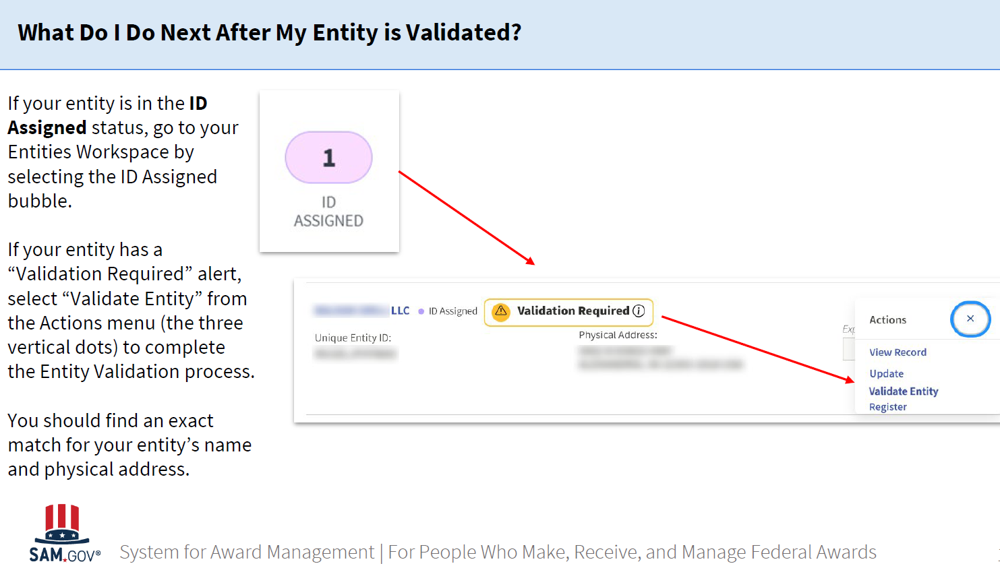 What Do I Do Next After My Entity is Validated?
If your entity is in the ID
Assigned status, go to your
Entities Workspace by
selecting the ID Assigned
bubble.
If your entity has a
“Validation Required” alert,
select “Validate Entity” from
the Actions menu (the three
vertical dots) to complete
the Entity Validation process.
You should find an exact
match for your entity’s name
and physical address.
1
ID
ASSIGNED
LLC ID Assigned Validation Required
Unique Entity ID:
Physical Address:
Exp
Actions
View Record
Update
Validate Entity
Register
SAM.GOV®
System for Award Management | For People Who Make, Receive, and Manage Federal Awards